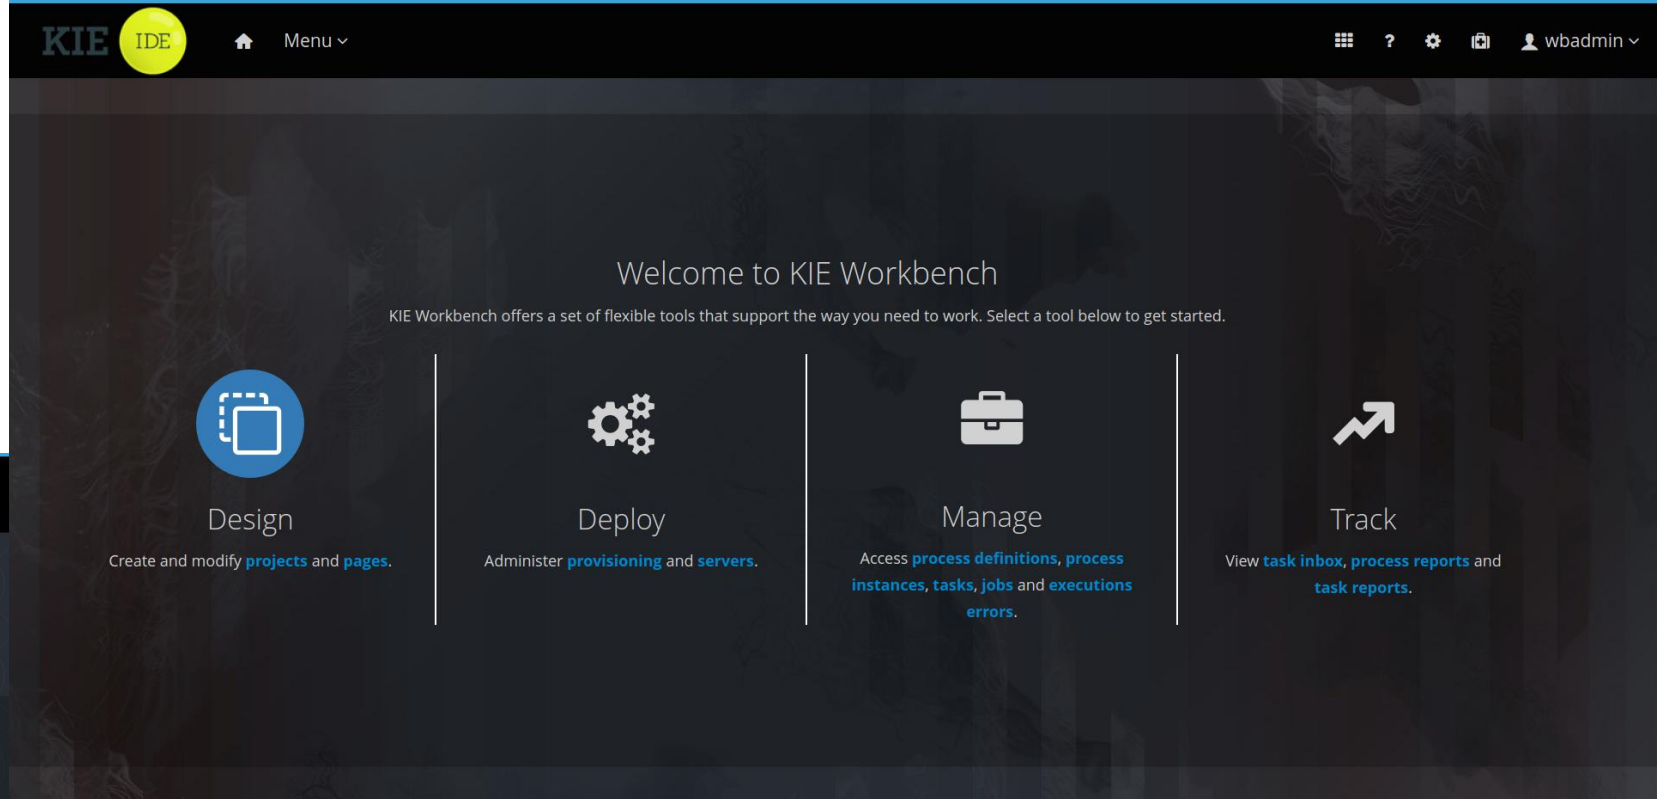 KIE IDE Menu ? wbadmin
Welcome to KIE Workbench
KIE Workbench offers a set of flexible tools that support the way you need to work. Select a tool below to get started.
Design
Create and modify projects and pages.
Deploy
Administer provisioning and servers.
Manage
Access process definitions, process
instances, tasks, jobs and executions
errors.
Track
View task inbox, process reports and
task reports.